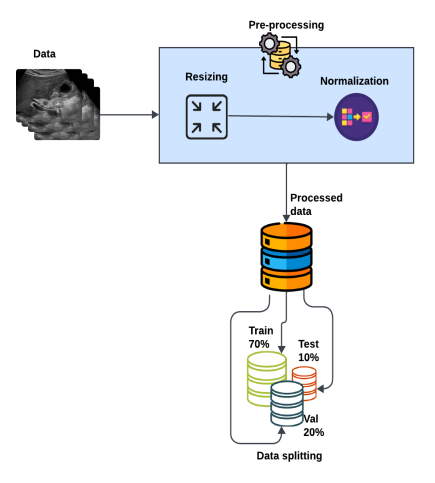 Pre-processing
Data
Resizing
Normalization
Processed
data
Train
70%
Test
10%
Val
20%
Data splitting